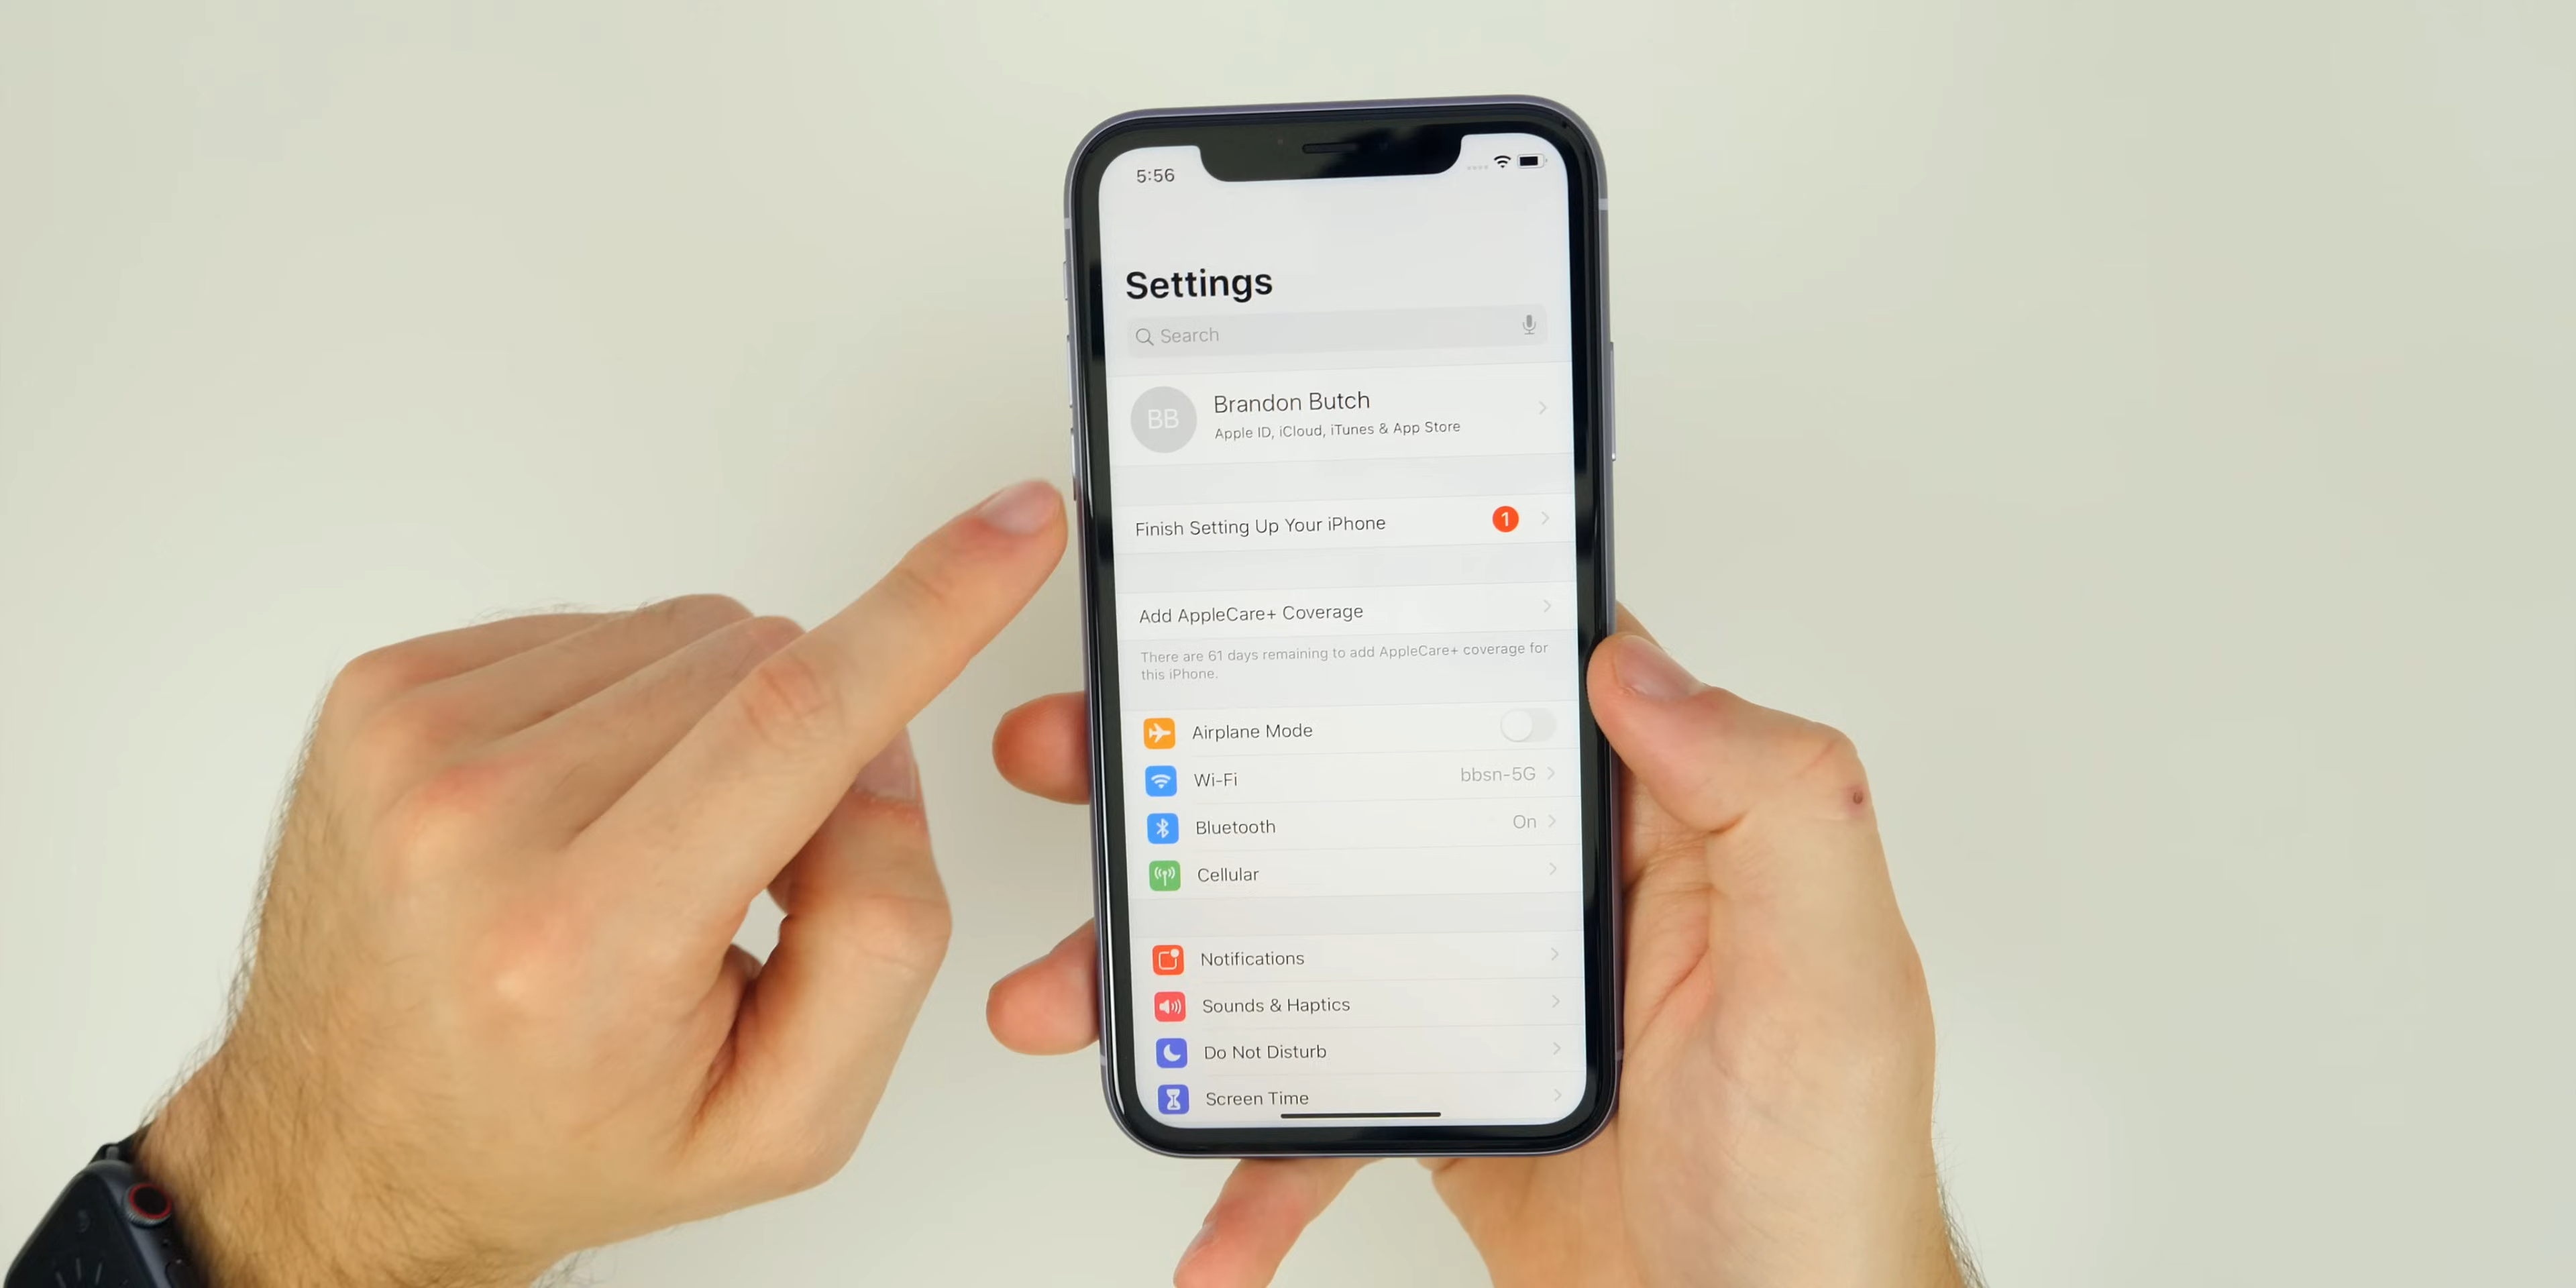 5:56
Settings
Search
BB
Brandon Butch
Apple ID, iCloud, iTunes & App Store
Finish Setting Up Your iPhone 1
Add AppleCare+ Coverage
There are 61 days remaining to add AppleCare+ coverage for
this iPhone.
Airplane Mode
Wi-Fi bbsn-5G
Bluetooth On
Cellular
Notifications
Sounds & Haptics
Do Not Disturb
Screen Time